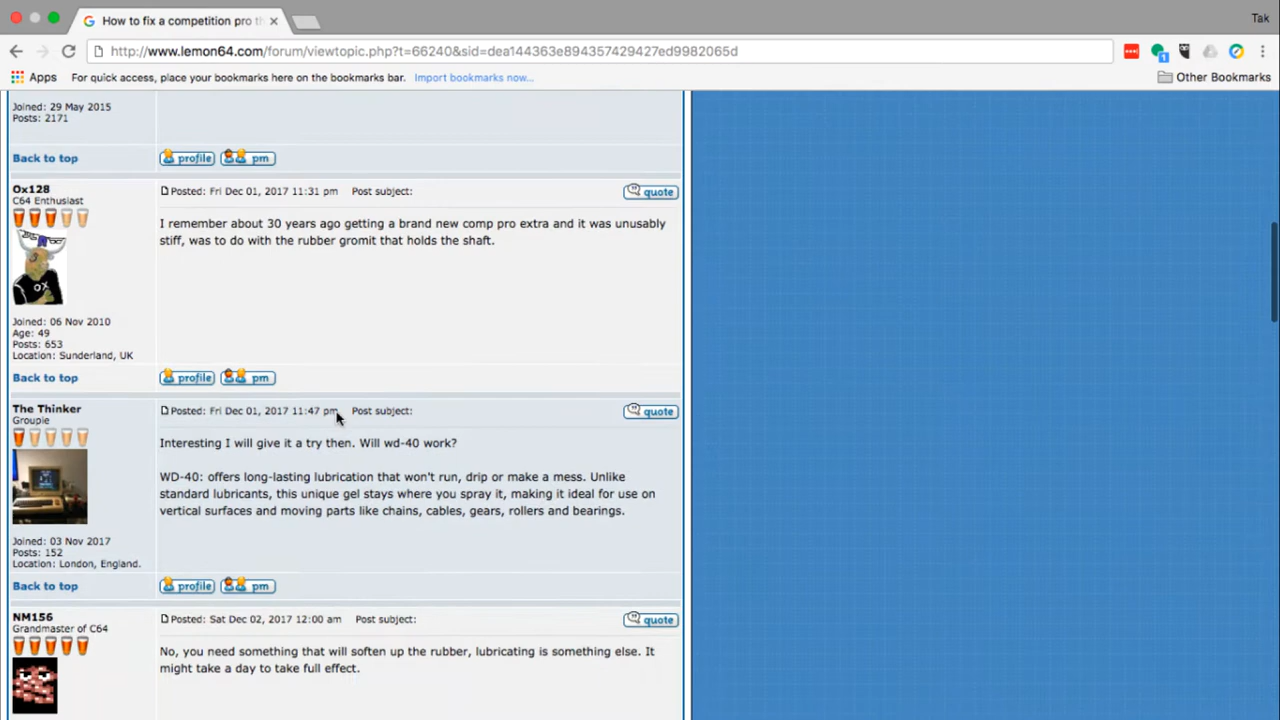 How to fix a competition pro th
Tak
http://www.lemon64.com/forum/viewtopic.php?t=66240&sid=dea144363e894357429427ed9982065d
Apps For quick access, place your bookmarks here on the bookmarks bar. Import bookmarks now... Other Bookmarks
Joined: 29 May 2015
Posts: 2171
Back to top profile pm
Ox128 Posted: Fri Dec 01, 2017 11:31 pm Post subject: quote
C64 Enthusiast
I remember about 30 years ago getting a brand new comp pro extra and it was unusably
stiff, was to do with the rubber gromit that holds the shaft.
OX
Joined: 06 Nov 2010
Age: 49
Posts: 653
Location: Sunderland, UK
Back to top profile pm
The Thinker Posted: Fri Dec 01, 2017 11:47 pm Post subject: quote
Groupie
Interesting I will give it a try then. Will wd-40 work?
WD-40: offers long-lasting lubrication that won't run, drip or make a mess. Unlike
standard lubricants, this unique gel stays where you spray it, making it ideal for use on
vertical surfaces and moving parts like chains, cables, gears, rollers and bearings.
Joined: 03 Nov 2017
Posts: 152
Location: London, England.
Back to top profile pm
NM156 Posted: Sat Dec 02, 2017 12:00 am Post subject: quote
Grandmaster of C64
No, you need something that will soften up the rubber, lubricating is something else. It
might take a day to take full effect.